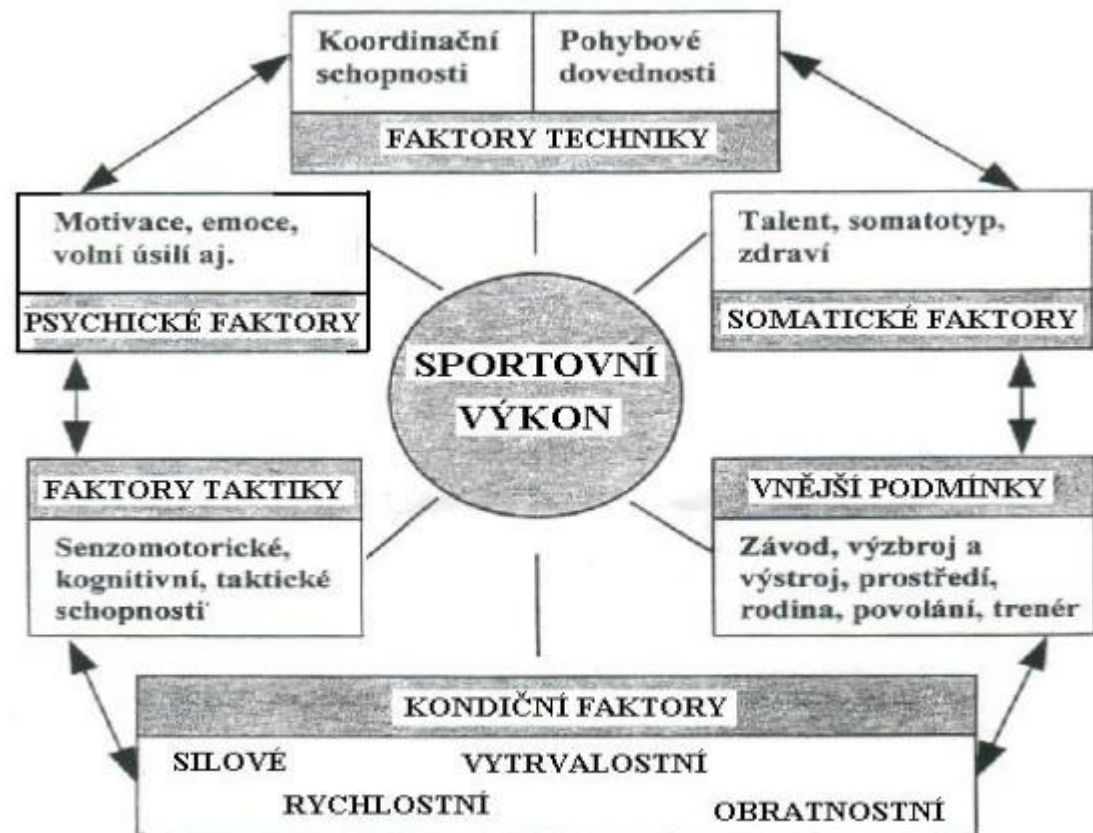 Koordinační
schopnosti
Pohybové
dovednosti
FAKTORY TECHNIKY
Motivace, emoce,
volní úsilí aj.
PSYCHICKÉ FAKTORY
Talent, somatotyp,
zdraví
SOMATICKÉ FAKTORY
SPORTOVNÍ
VÝKON
FAKTORY TAKTIKY
Senzomotorické,
kognitivní, taktické
schopnosti
VNĚJŠÍ PODMÍNKY
Závod, výzbroj a
výstroj, prostředí,
rodina, povolání, trenér
KONDIČNÍ FAKTORY
SILOVÉ VYTRVALOSTNÍ
RYCHLOSTNÍ OBRATNOSTNÍ